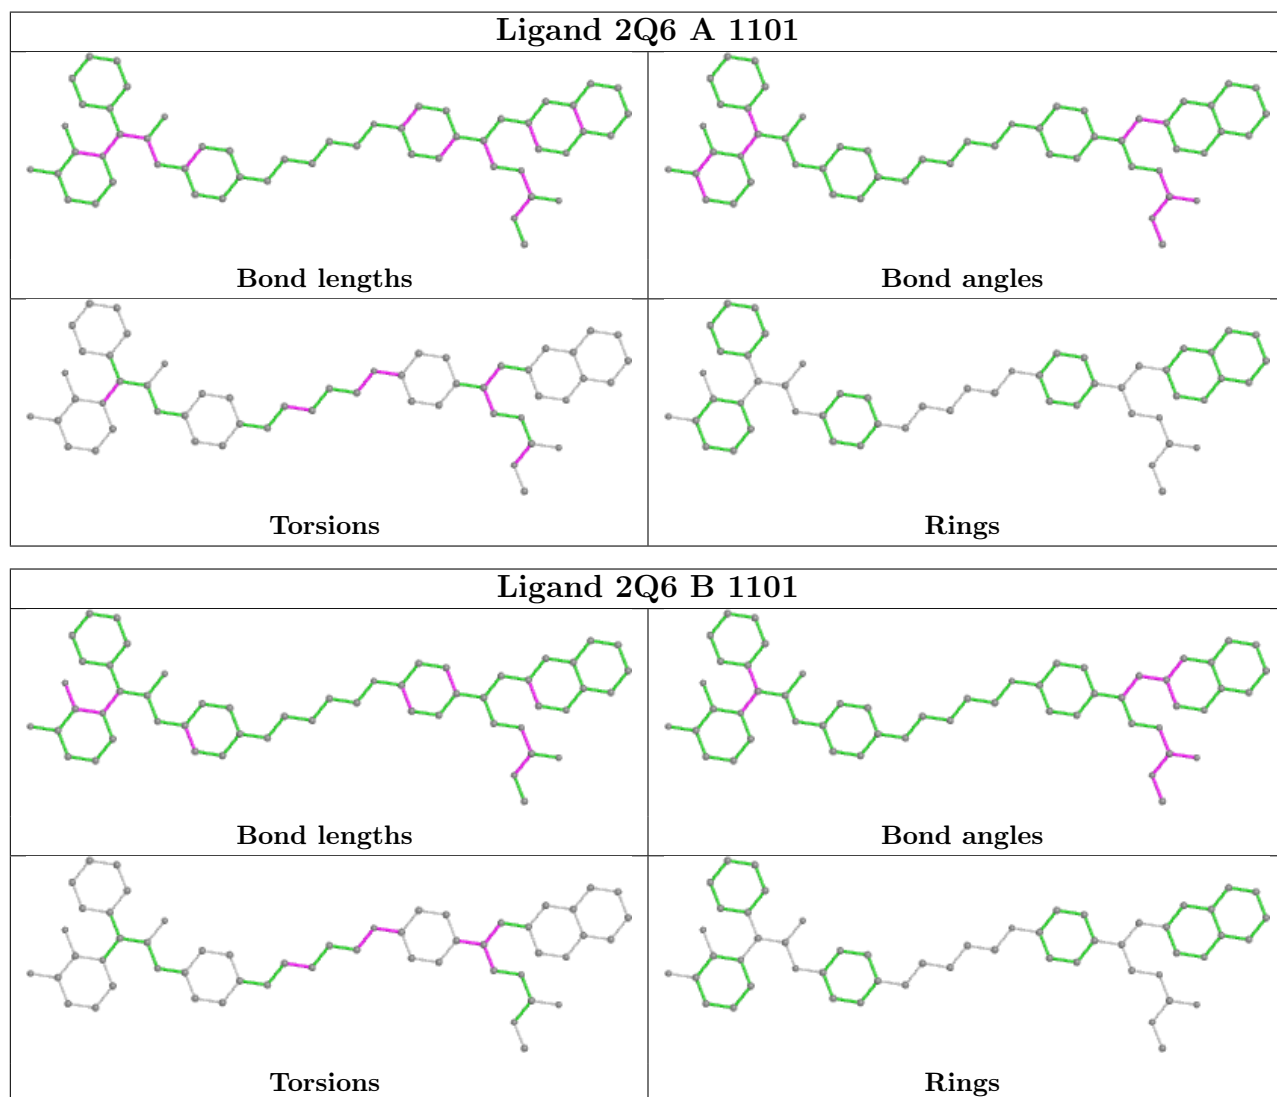 Ligand 2Q6 A 1101
Bond lengths
Bond angles
Torsions
Rings
Ligand 2Q6 B 1101
Bond lengths
Bond angles
Torsions
Rings